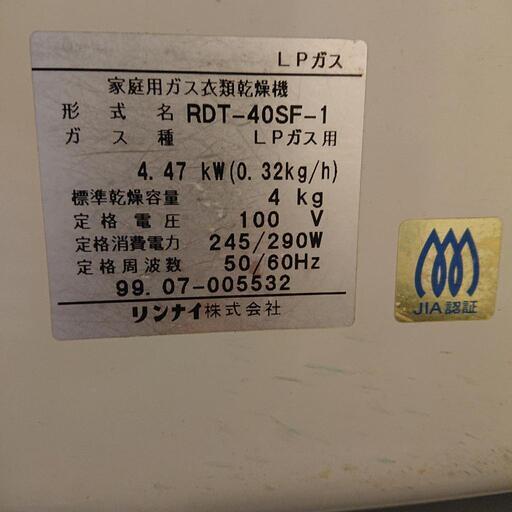 LPガス
家庭用ガス衣類乾燥機
形式名 RDT-40SF-1
ガス種 LPガス用
4.47 kW(0.32kg/h)
標準乾燥容量 4 kg
定格電圧 100 V
定格消費電力 245/290W
定格周波数 50/60Hz
99.07-005532
リンナイ株式会社
JIA認証